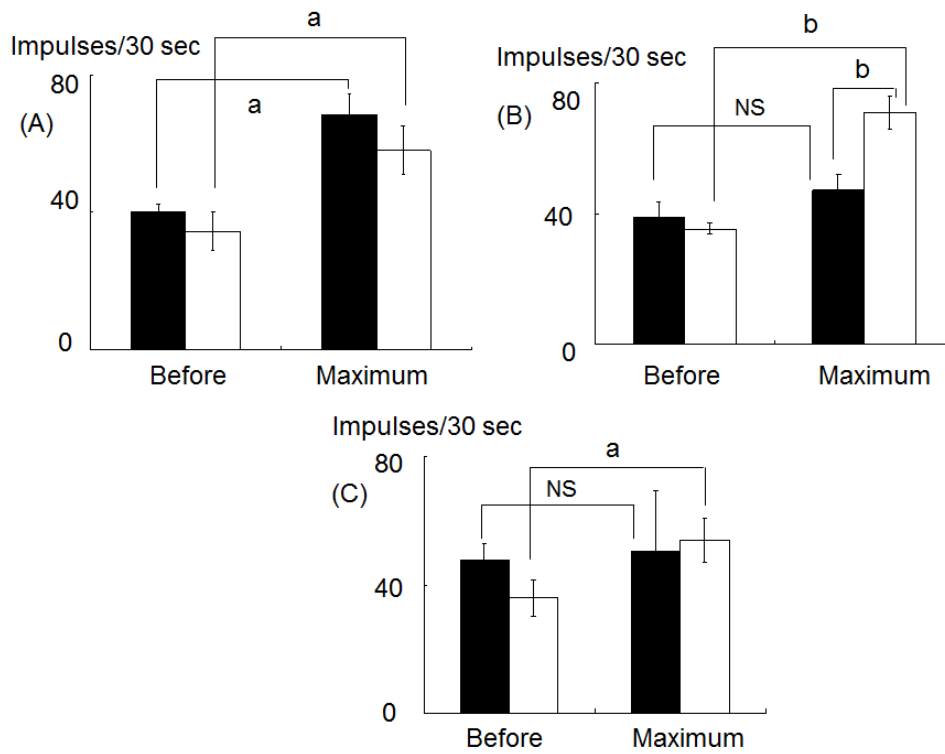 a
Impulses/30 sec
80
a
(A)
40
0
Before Maximum
b
Impulses/30 sec
80
b
(B)
NS
40
0
Before Maximum
Impulses/30 sec
80
a
(C)
NS
40
0
Before Maximum